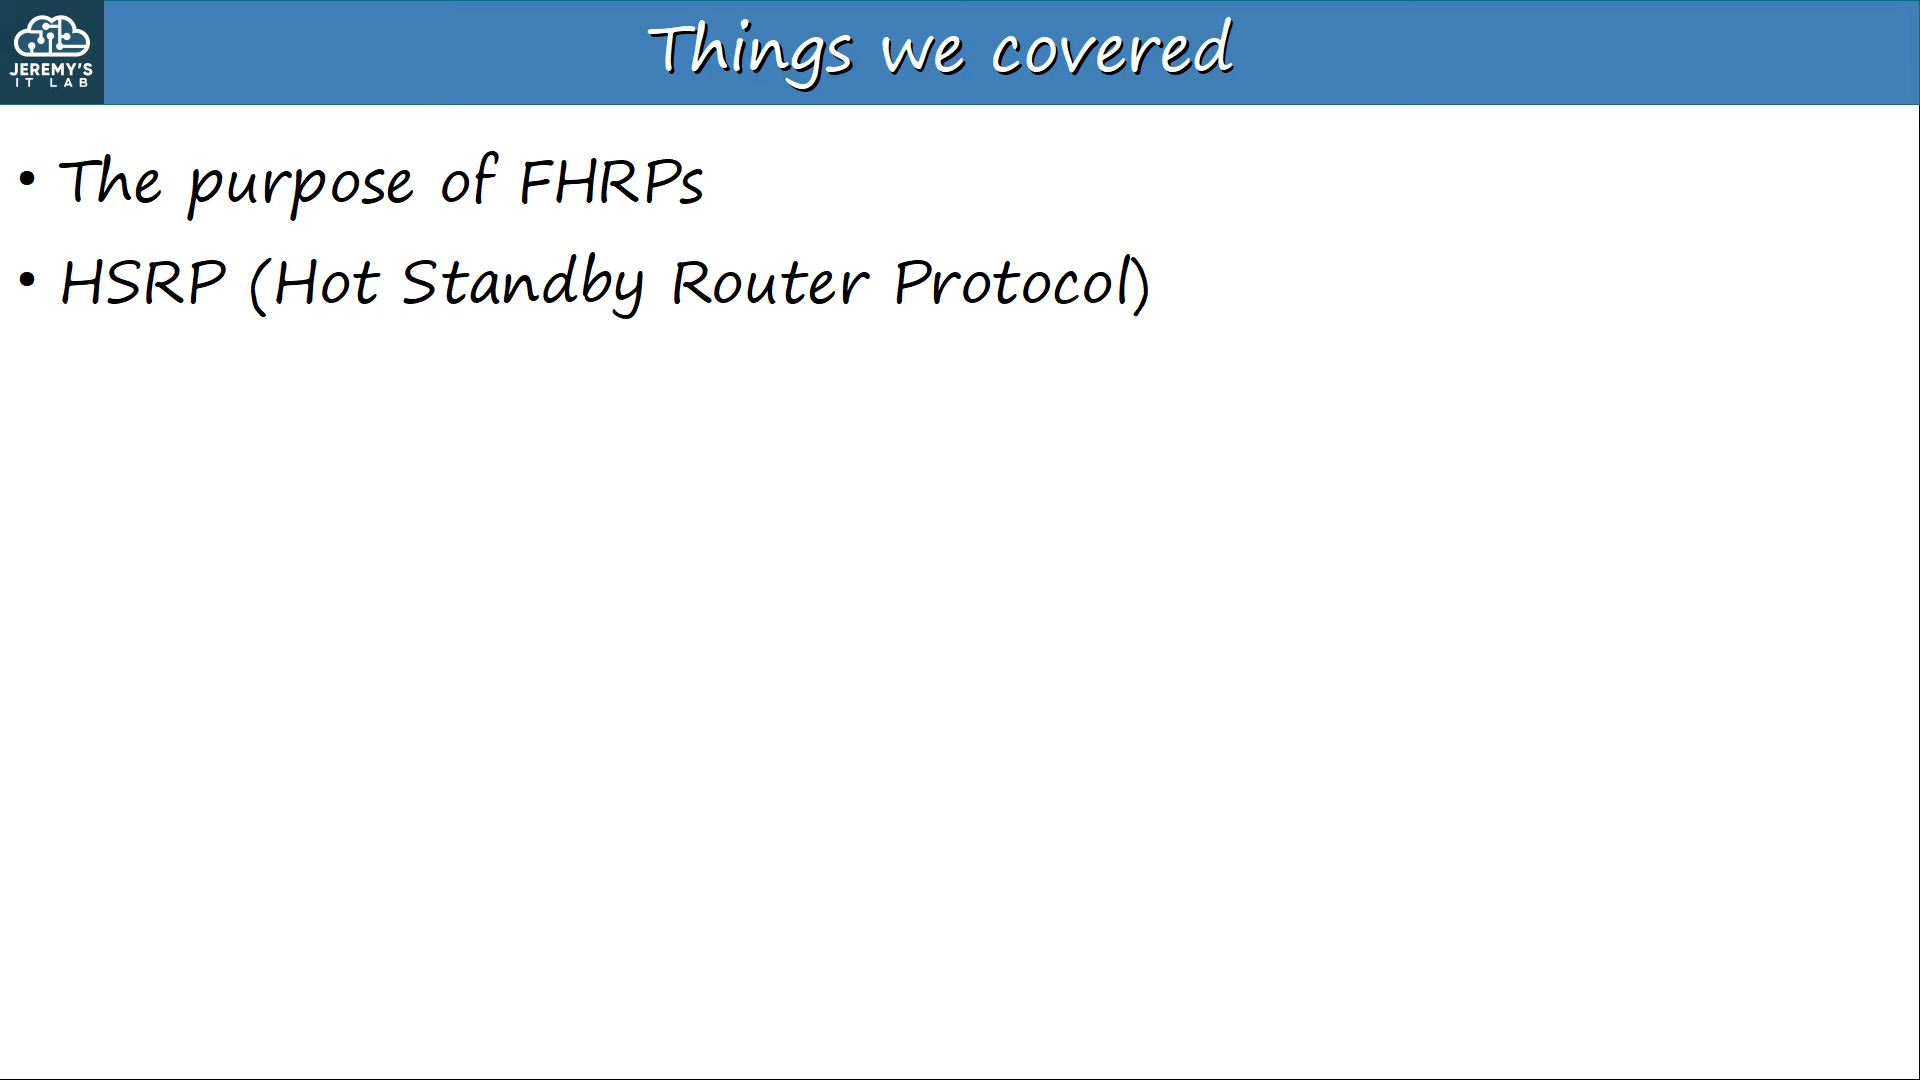 JEREMY'S
IT LAB
Things we covered
• The purpose of FHRPs
• HSRP (Hot Standby Router Protocol)